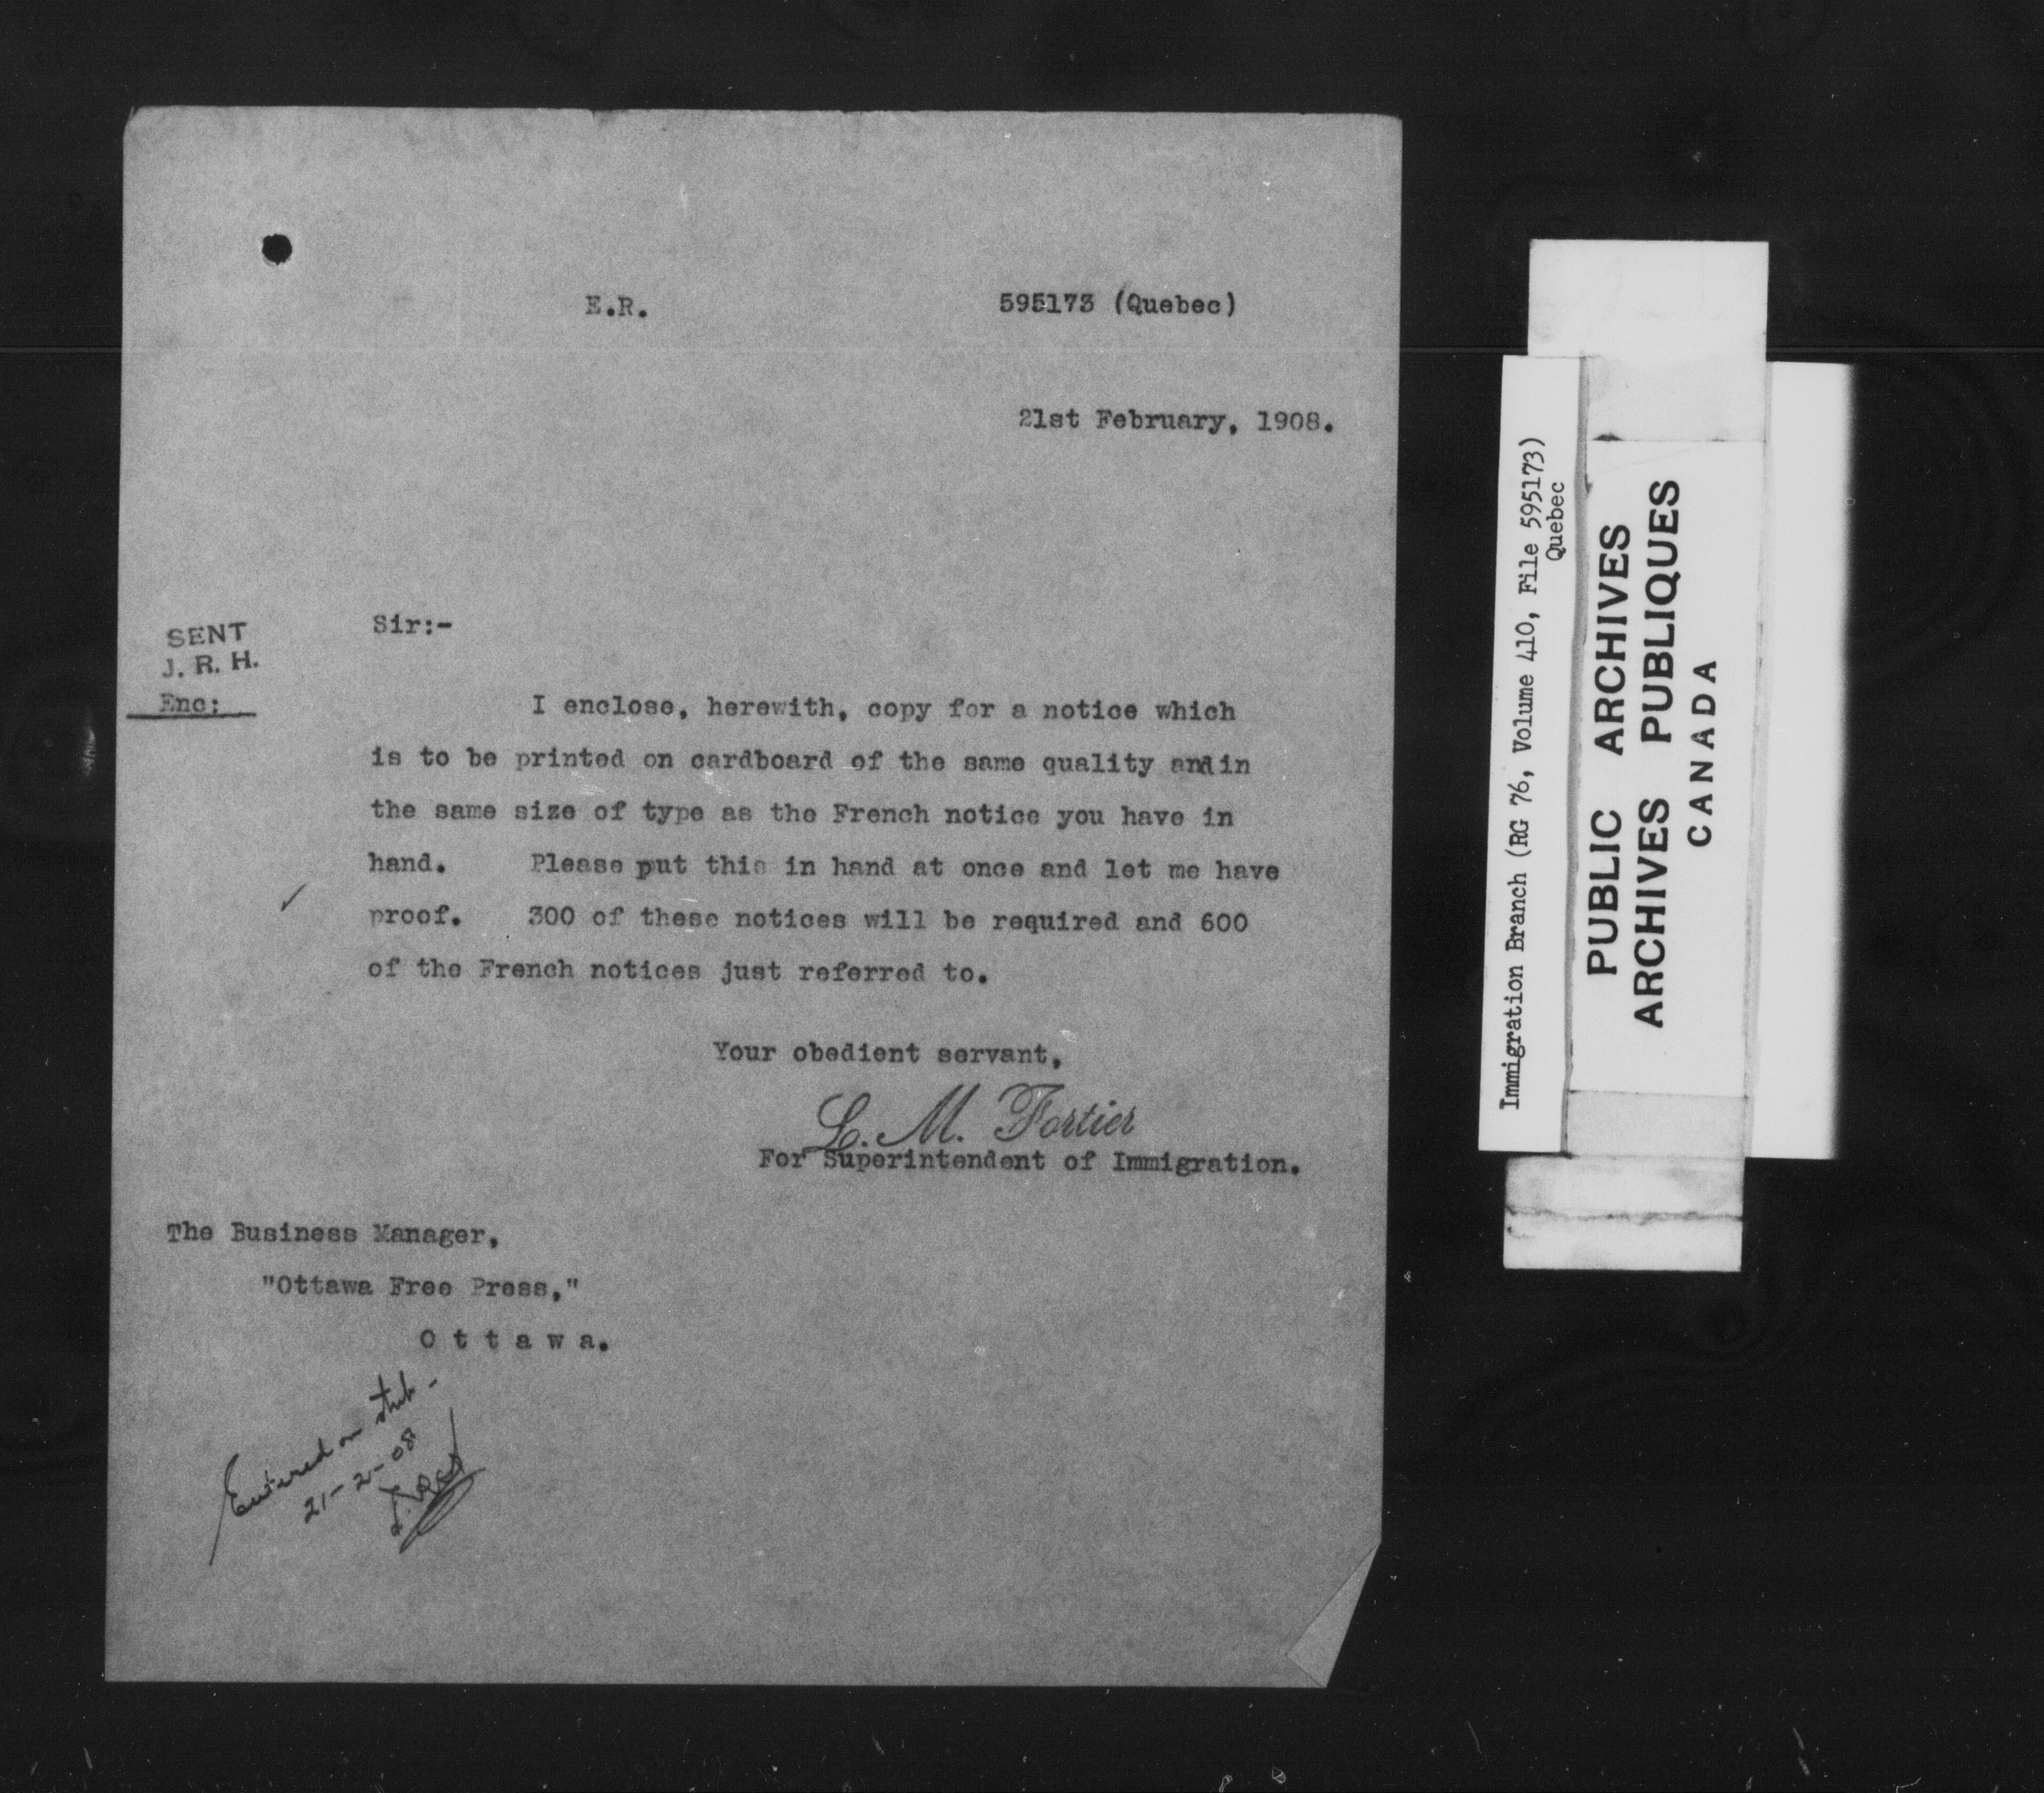 E.R.
595173 (Quebec)
21st February, 1908.
SENT
J. R. H.
Enc:
Sir:-
I enclose, herewith, copy for a notice which
is to be printed on cardboard of the same quality and in
the same size of type as the French notice you have in
hand. Please put this in hand at once and let me have
proof. 300 of these notices will be required and 600
of the French notices just referred to.
Your obedient servant,
L. M. Fortier
For Superintendent of Immigration.
The Business Manager,
"Ottawa Free Press,"
O t t a w a.
Entered on stub -
21-2-08
Immigration Branch (RG 76, Volume 410, File 595173)
Quebec
PUBLIC ARCHIVES
ARCHIVES PUBLIQUES
CANADA